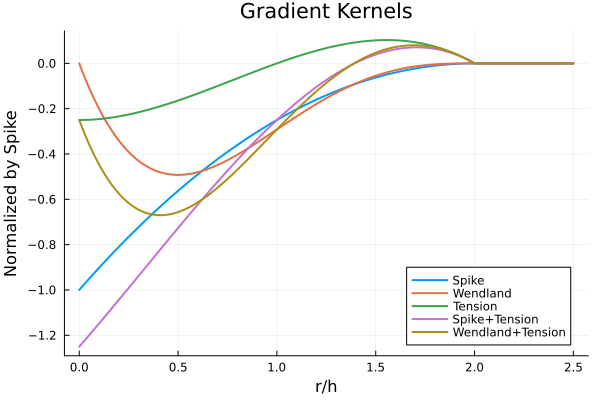 Gradient Kernels
Normalized by Spike
0.0
−0.2
−0.4
−0.6
−0.8
−1.0
−1.2
0.0 0.5 1.0 1.5 2.0 2.5
r/h
Spike
Wendland
Tension
Spike+Tension
Wendland+Tension